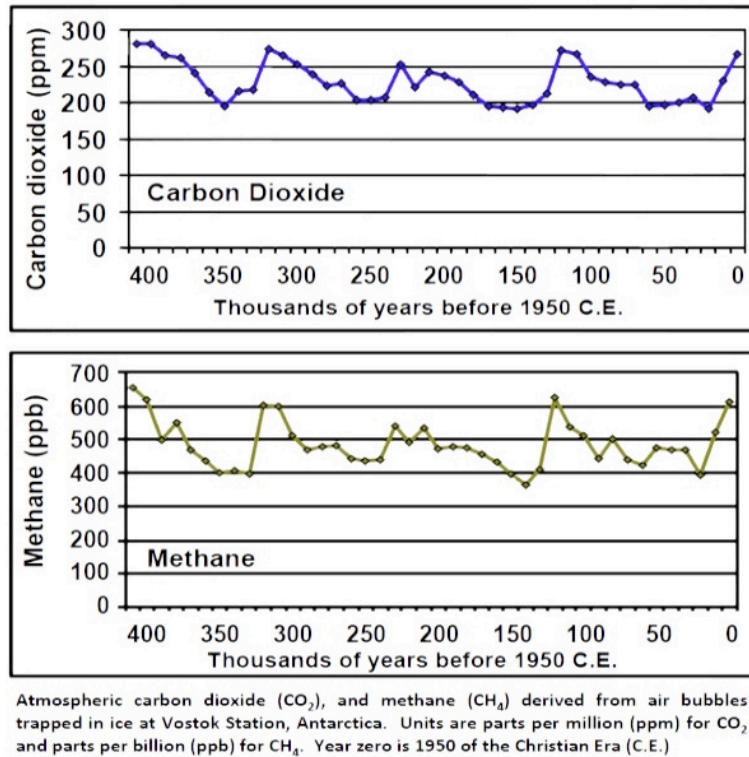 300
250
200
150
100
50
0
Carbon dioxide (ppm)
Carbon Dioxide
400 350 300 250 200 150 100 50 0
Thousands of years before 1950 C.E.
700
600
500
400
300
200
100
0
Methane (ppb)
Methane
400 350 300 250 200 150 100 50 0
Thousands of years before 1950 C.E.
Atmospheric carbon dioxide (CO₂), and methane (CH₄) derived from air bubbles
trapped in ice at Vostok Station, Antarctica. Units are parts per million (ppm) for CO₂
and parts per billion (ppb) for CH₄. Year zero is 1950 of the Christian Era (C.E.)